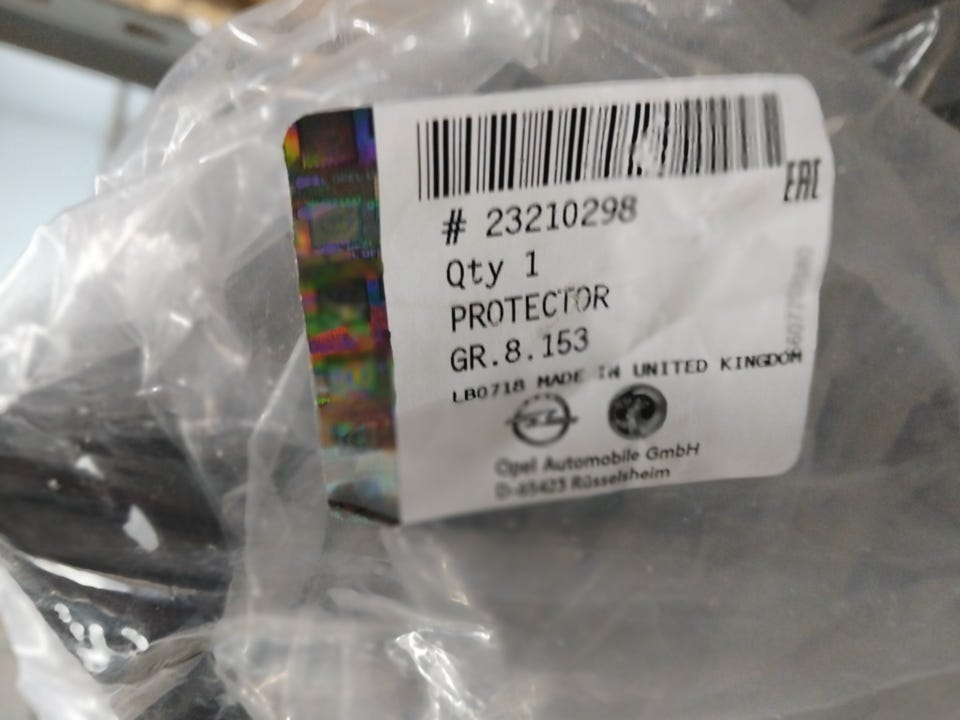 EAC
# 23210298
Qty 1
PROTECTOR
GR.8.153
LB0718 MADE IN UNITED KINGDOM
Opel Automobile GmbH
D-65423 Rüsselsheim